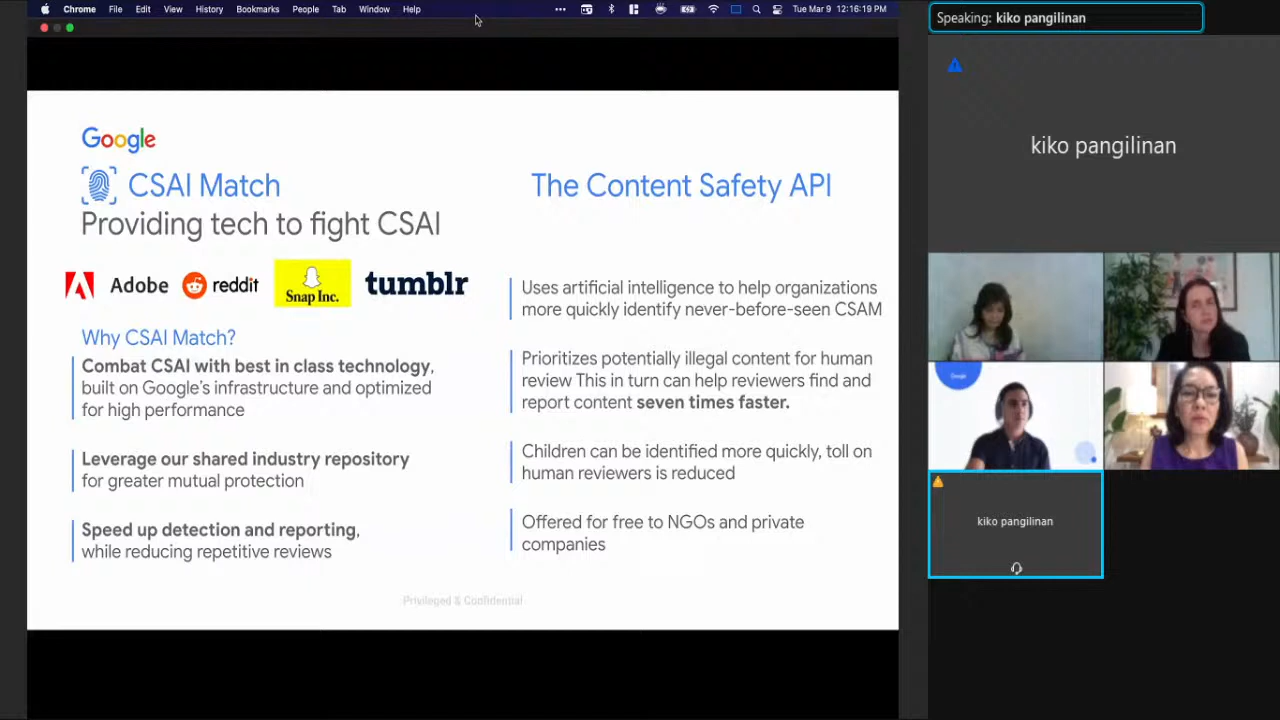 Chrome File Edit View History Bookmarks People Tab Window Help
Tue Mar 9 12:16:19 PM
Speaking: kiko pangilinan
kiko pangilinan
Google
CSAI Match
Providing tech to fight CSAI
Adobe reddit Snap Inc. tumblr
Why CSAI Match?
Combat CSAI with best in class technology,
built on Google's infrastructure and optimized
for high performance
Leverage our shared industry repository
for greater mutual protection
Speed up detection and reporting,
while reducing repetitive reviews
The Content Safety API
Uses artificial intelligence to help organizations
more quickly identify never-before-seen CSAM
Prioritizes potentially illegal content for human
review This in turn can help reviewers find and
report content seven times faster.
Children can be identified more quickly, toll on
human reviewers is reduced
Offered for free to NGOs and private
companies
Privileged & Confidential
Google
kiko pangilinan